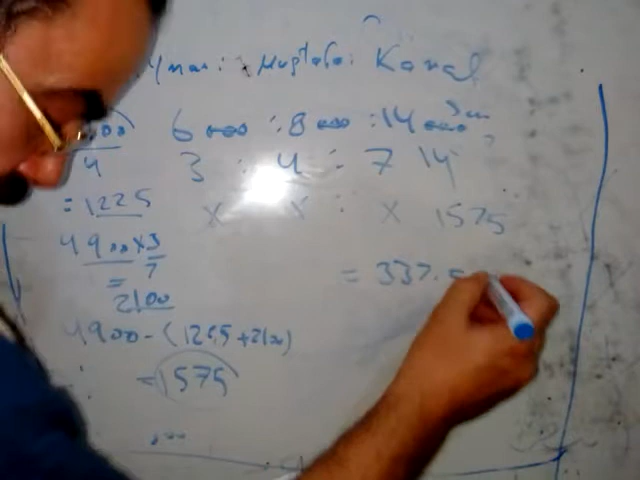 Kamal
6000 : 8000 : 14000
4
3 : 4 : 7 14
= 1225
x x : x 1575
4900 x 3/7
= 337.5
=
2100
4900 - (1225 + 2100)
= 1575